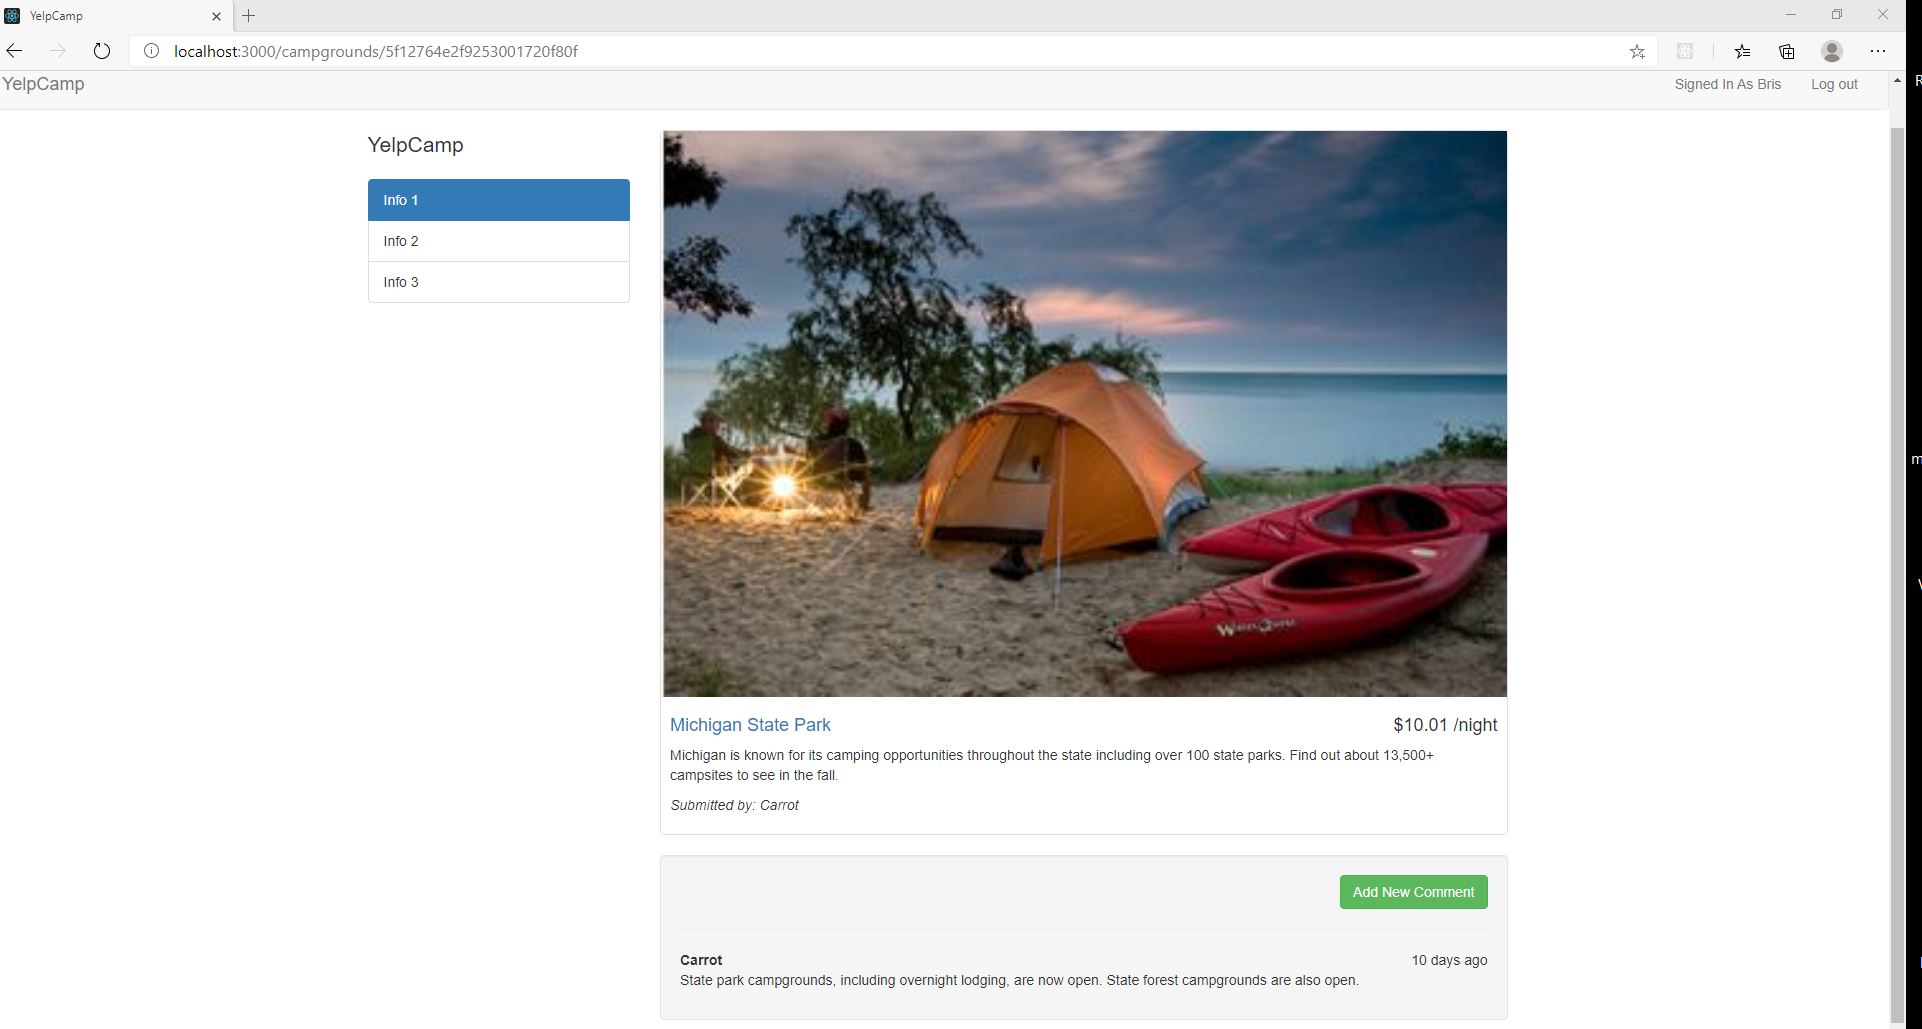 YelpCamp
localhost:3000/campgrounds/5f12764e2f9253001720f80f
YelpCamp
Signed In As Bris
Log out
YelpCamp
Info 1
Info 2
Info 3
Michigan State Park
$10.01 /night
Michigan is known for its camping opportunities throughout the state including over 100 state parks. Find out about 13,500+
campsites to see in the fall.
Submitted by: Carrot
Add New Comment
Carrot
10 days ago
State park campgrounds, including overnight lodging, are now open. State forest campgrounds are also open.